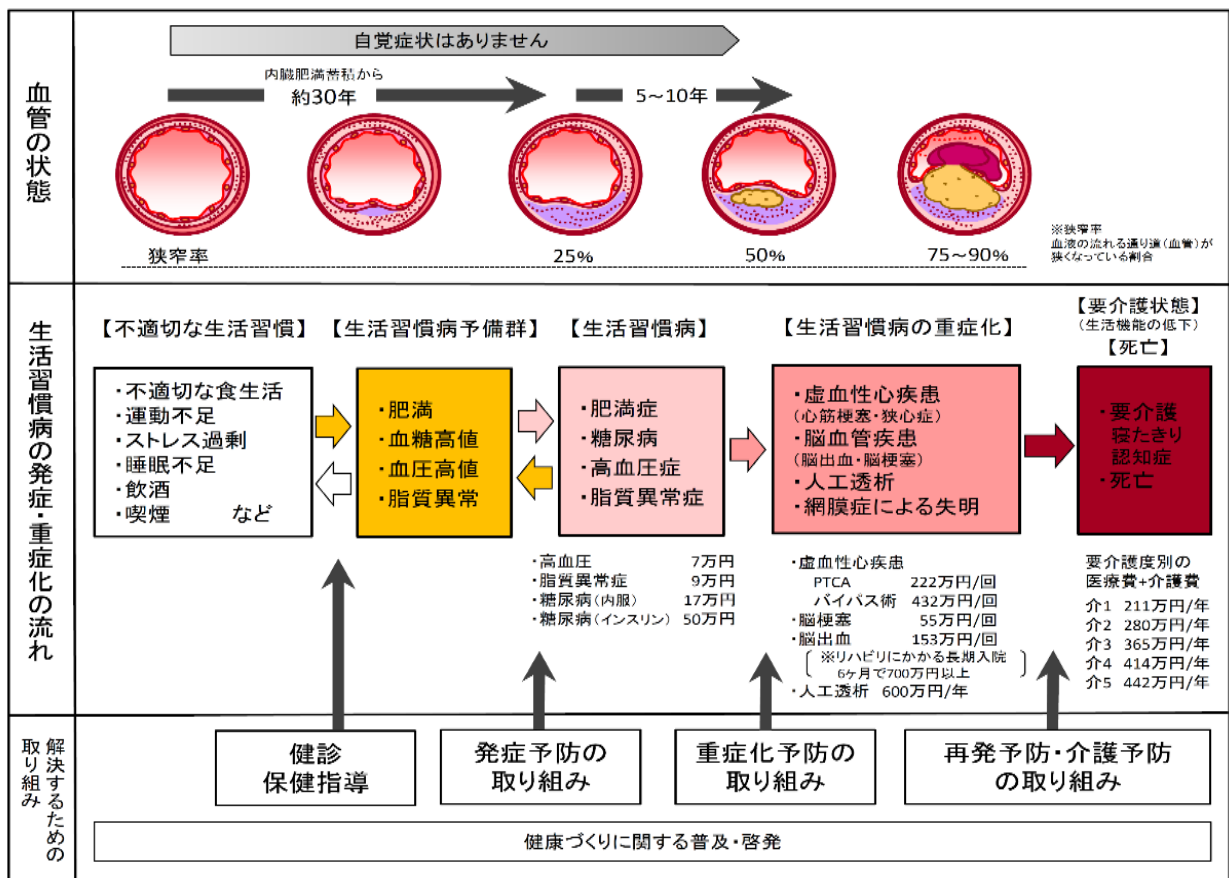 血管の状態
自覚症状はありません
内臓肥満蓄積から
約30年
5～10年
狭窄率
25%
50%
75～90%
※狭窄率
血液の流れる通り道(血管)が
狭くなっている割合
生活習慣病の発症・重症化の流れ
【不適切な生活習慣】
・不適切な食生活
・運動不足
・ストレス過剰
・睡眠不足
・飲酒
・喫煙 など
【生活習慣病予備群】
・肥満
・血糖高値
・血圧高値
・脂質異常
【生活習慣病】
・肥満症
・糖尿病
・高血圧症
・脂質異常症
・高血圧 7万円
・脂質異常症 9万円
・糖尿病(内服) 17万円
・糖尿病(インスリン) 50万円
【生活習慣病の重症化】
・虚血性心疾患
(心筋梗塞・狭心症)
・脳血管疾患
(脳出血・脳梗塞)
・人工透析
・網膜症による失明
・虚血性心疾患
PTCA 222万円/回
バイパス術 432万円/回
・脳梗塞 55万円/回
・脳出血 153万円/回
※リハビリにかかる長期入院
6ヶ月で700万円以上
・人工透析 600万円/年
【要介護状態】
(生活機能の低下)
【死亡】
・要介護
寝たきり
認知症
・死亡
要介護度別の
医療費+介護費
介1 211万円/年
介2 280万円/年
介3 365万円/年
介4 414万円/年
介5 442万円/年
解決するための
取り組み
健診
保健指導
発症予防の
取り組み
重症化予防の
取り組み
再発予防・介護予防
の取り組み
健康づくりに関する普及・啓発